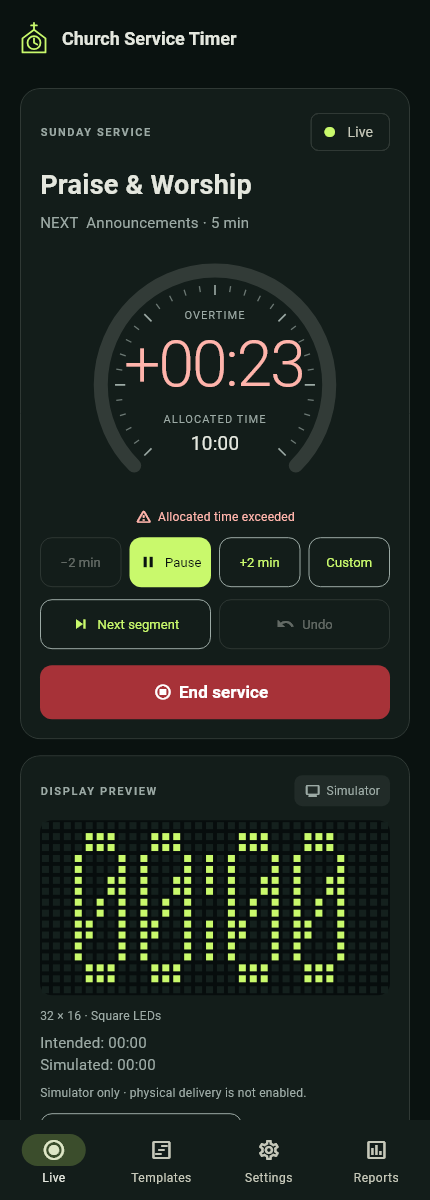 Church Service Timer
SUNDAY SERVICE
Live
Praise & Worship
NEXT Announcements · 5 min
OVERTIME
+00:23
ALLOCATED TIME
10:00
Allocated time exceeded
−2 min
Pause
+2 min
Custom
Next segment
Undo
End service
DISPLAY PREVIEW
Simulator
00:00
32 × 16 · Square LEDs
Intended: 00:00
Simulated: 00:00
Simulator only · physical delivery is not enabled.
Live
Templates
Settings
Reports